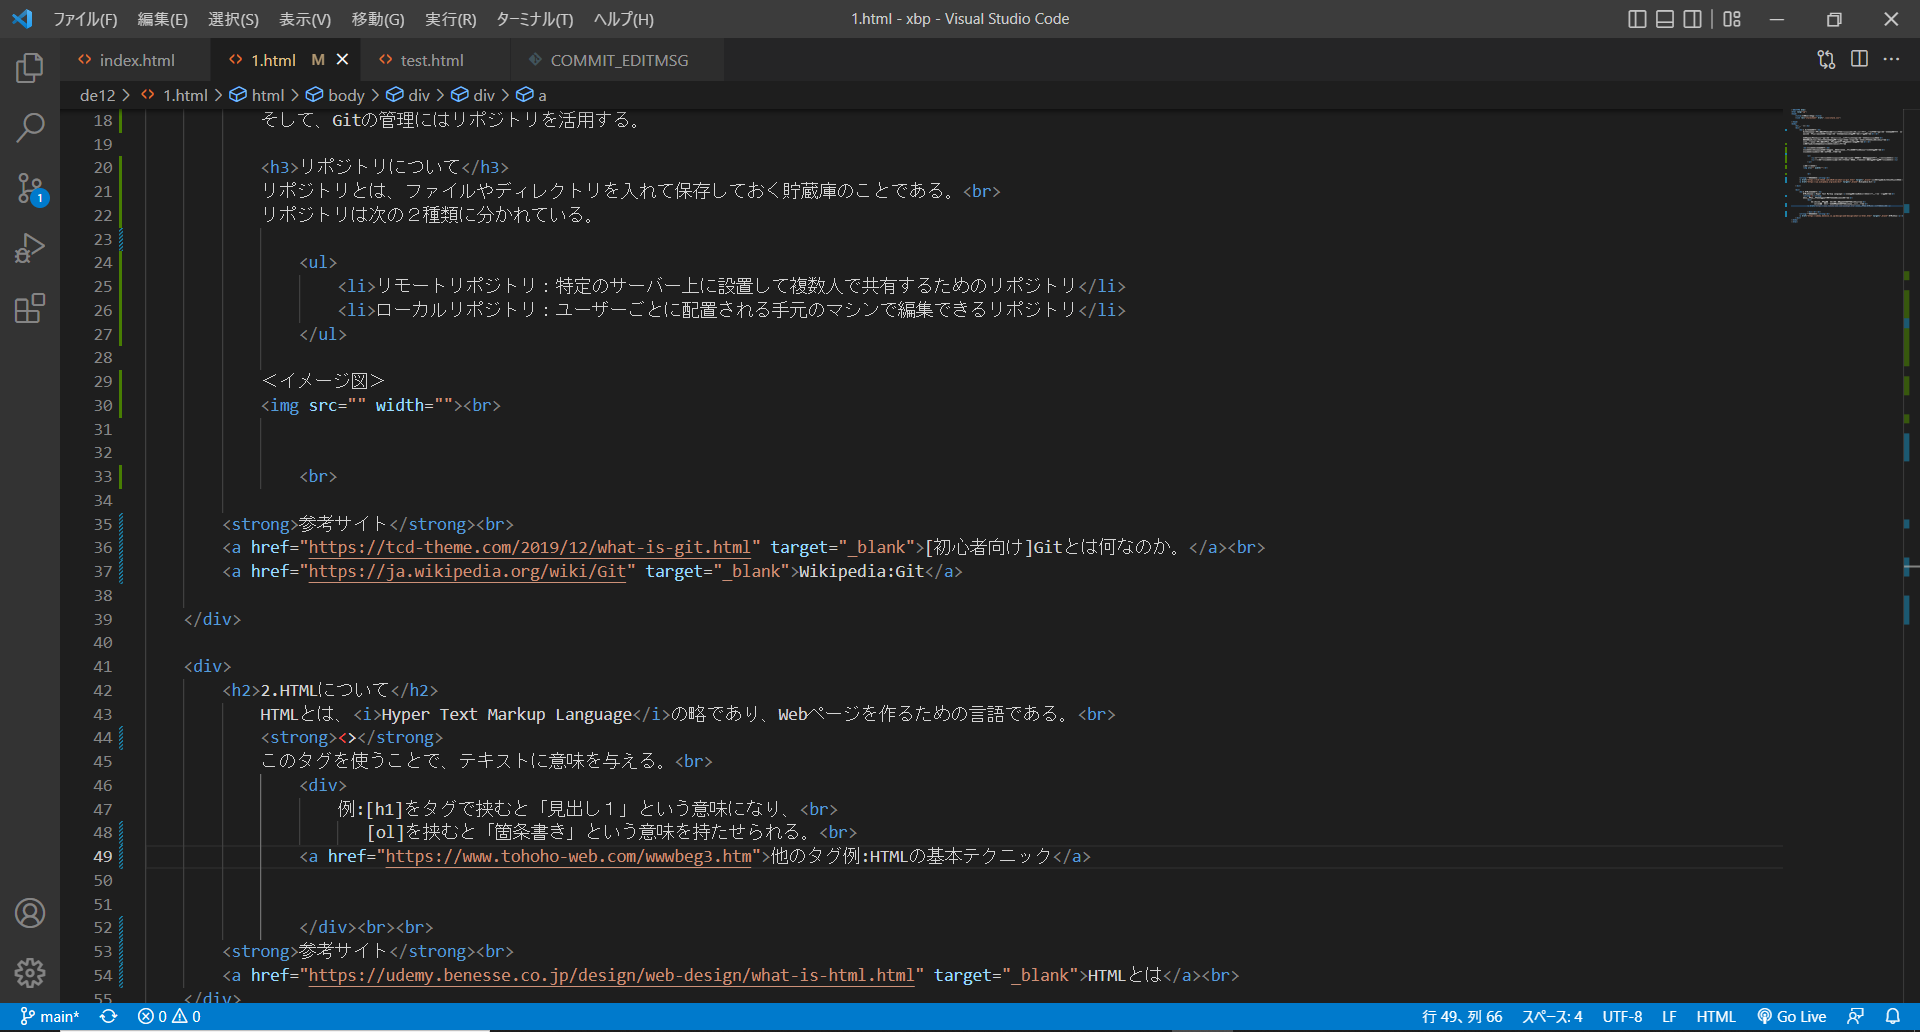 ファイル(F) 編集(E) 選択(S) 表示(V) 移動(G) 実行(R) ターミナル(T) ヘルプ(H) 1.html - xbp - Visual Studio Code
index.html 1.html M test.html COMMIT_EDITMSG
de12 > 1.html > html > body > div > div > a
18 そして、Gitの管理にはリポジトリを活用する。
19
20 <h3>リポジトリについて</h3>
21 リポジトリとは、ファイルやディレクトリを入れて保存しておく貯蔵庫のことである。<br>
22 リポジトリは次の２種類に分かれている。
23
24 <ul>
25 <li>リモートリポジトリ：特定のサーバー上に設置して複数人で共有するためのリポジトリ</li>
26 <li>ローカルリポジトリ：ユーザーごとに配置される手元のマシンで編集できるリポジトリ</li>
27 </ul>
28
29 ＜イメージ図＞
30 <img src="" width=""><br>
31
32
33 <br>
34
35 <strong>参考サイト</strong><br>
36 <a href="https://tcd-theme.com/2019/12/what-is-git.html" target="_blank">[初心者向け]Gitとは何なのか。</a><br>
37 <a href="https://ja.wikipedia.org/wiki/Git" target="_blank">Wikipedia:Git</a>
38
39 </div>
40
41 <div>
42 <h2>2.HTMLについて</h2>
43 HTMLとは、<i>Hyper Text Markup Language</i>の略であり、Webページを作るための言語である。<br>
44 <strong><></strong>
45 このタグを使うことで、テキストに意味を与える。<br>
46 <div>
47 例:[h1]をタグで挟むと「見出し１」という意味になり、<br>
48 [ol]を挟むと「箇条書き」という意味を持たせられる。<br>
49 <a href="https://www.tohoho-web.com/wwwbeg3.htm">他のタグ例:HTMLの基本テクニック</a>
50
51
52 </div><br><br>
53 <strong>参考サイト</strong><br>
54 <a href="https://udemy.benesse.co.jp/design/web-design/what-is-html.html" target="_blank">HTMLとは</a><br>
55 </div>
1
main* 0 0 行 49、列 66 スペース: 4 UTF-8 LF HTML Go Live